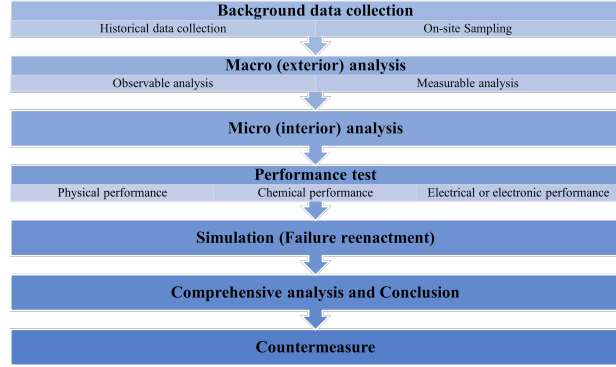 Background data collection
Historical data collection On-site Sampling
Macro (exterior) analysis
Observable analysis Measurable analysis
Micro (interior) analysis
Performance test
Physical performance Chemical performance Electrical or electronic performance
Simulation (Failure reenactment)
Comprehensive analysis and Conclusion
Countermeasure